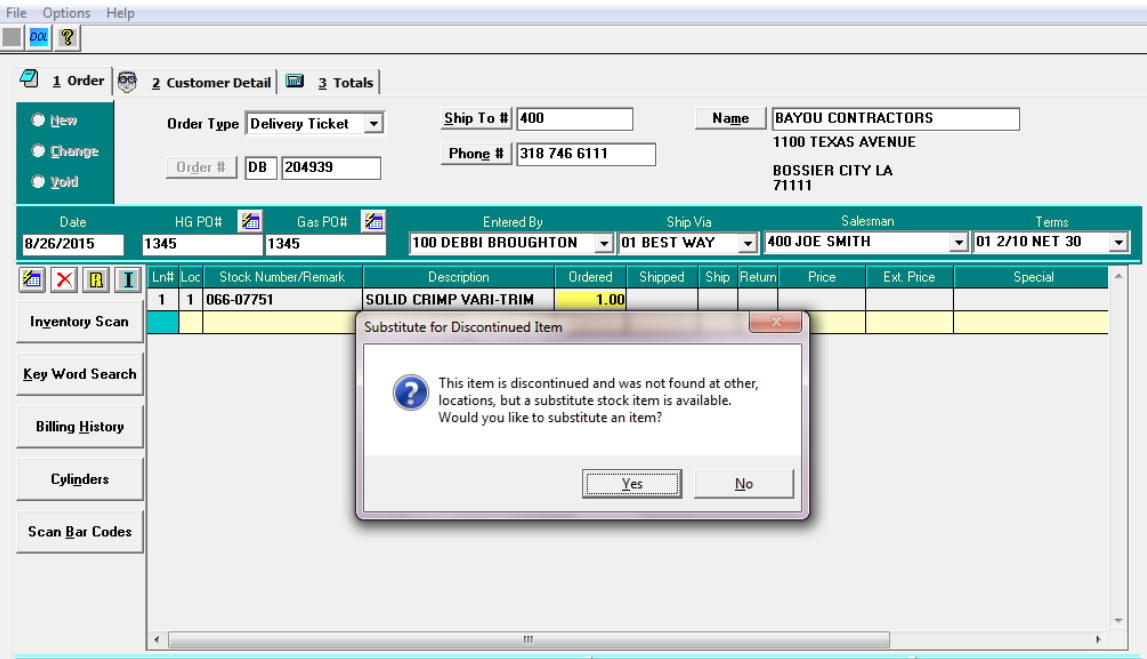 File Options Help
DOC ?
1 Order 2 Customer Detail 3 Totals
New Order Type Delivery Ticket Ship To # 400 Name BAYOU CONTRACTORS
1100 TEXAS AVENUE
Change Order # DB 204939 Phone # 318 746 6111
BOSSIER CITY LA
Void 71111
Date HG PO# Gas PO# Entered By Ship Via Salesman Terms
8/26/2015 1345 1345 100 DEBBI BROUGHTON 01 BEST WAY 400 JOE SMITH 01 2/10 NET 30
R I Ln# Loc Stock Number/Remark Description Ordered Shipped Ship Return Price Ext. Price Special
1 1 066-07751 SOLID CRIMP VARI-TRIM 1.00
Inventory Scan
Key Word Search
Billing History
Cylinders
Scan Bar Codes
Substitute for Discontinued Item
This item is discontinued and was not found at other,
locations, but a substitute stock item is available.
Would you like to substitute an item?
Yes No